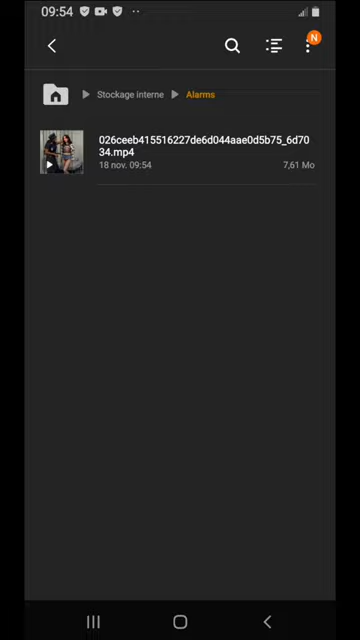 09:54
N
Stockage interne Alarms
026ceeb415516227de6d044aae0d5b75_6d70
34.mp4
18 nov. 09:54 7,61 Mo